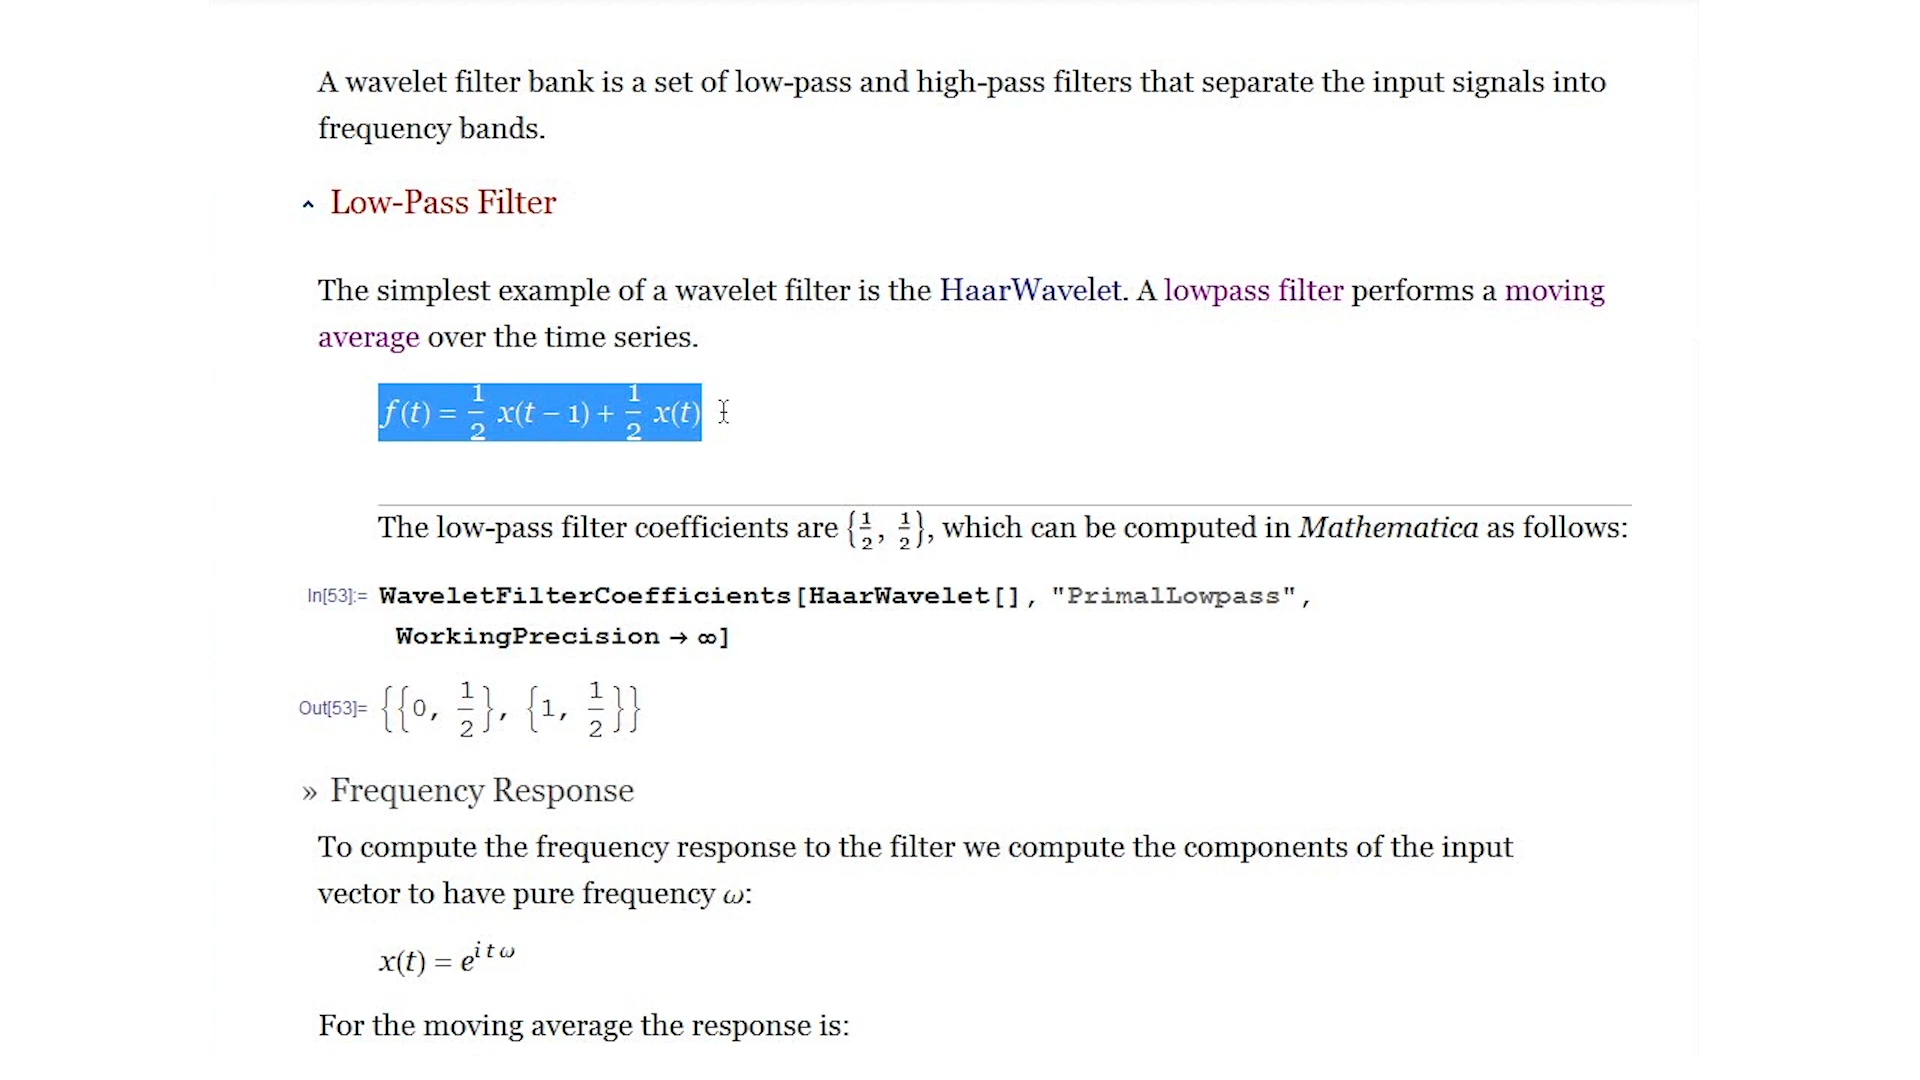 A wavelet filter bank is a set of low-pass and high-pass filters that separate the input signals into
frequency bands.
Low-Pass Filter
The simplest example of a wavelet filter is the HaarWavelet. A lowpass filter performs a moving
average over the time series.
f(t) = 1/2 x(t − 1) + 1/2 x(t)
The low-pass filter coefficients are {1/2, 1/2}, which can be computed in Mathematica as follows:
In[53]:= WaveletFilterCoefficients[HaarWavelet[], "PrimalLowpass",
WorkingPrecision → ∞]
Out[53]= {{0, 1/2}, {1, 1/2}}
» Frequency Response
To compute the frequency response to the filter we compute the components of the input
vector to have pure frequency ω:
x(t) = e^{i t ω}
For the moving average the response is: